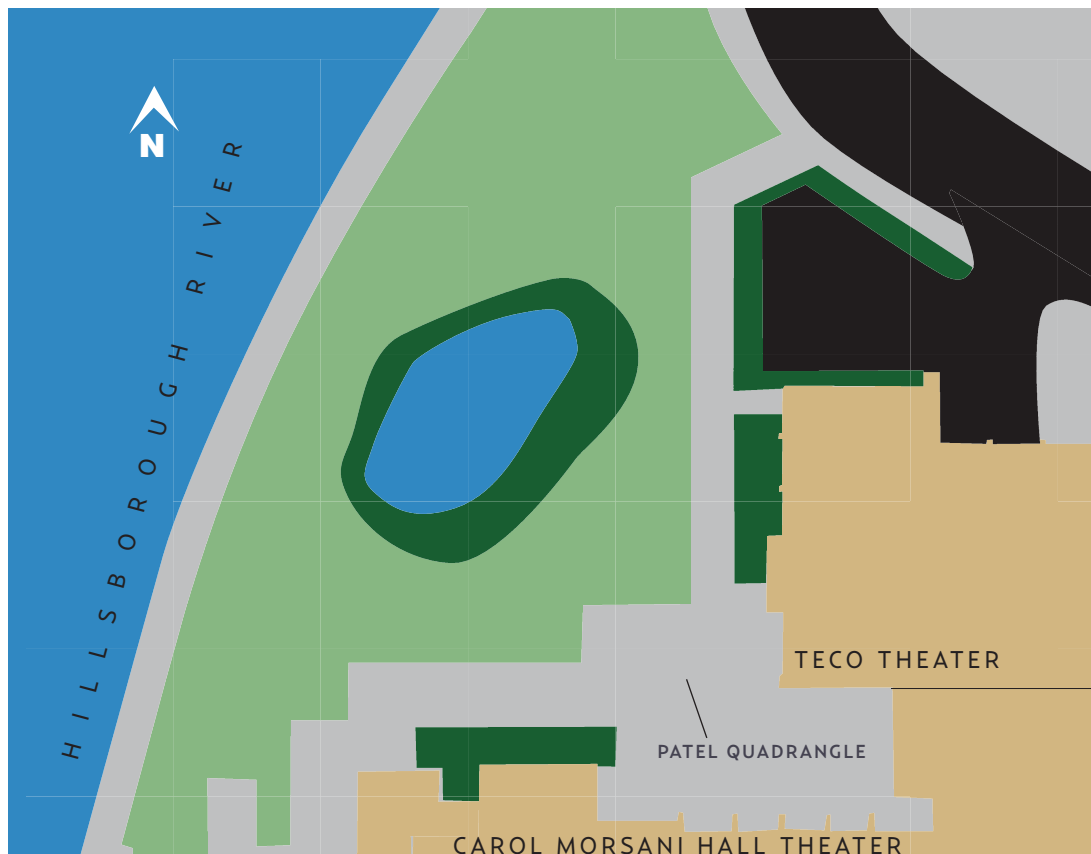 N
HILLSBOROUGH RIVER
TECO THEATER
PATEL QUADRANGLE
CAROL MORSANI HALL THEATER